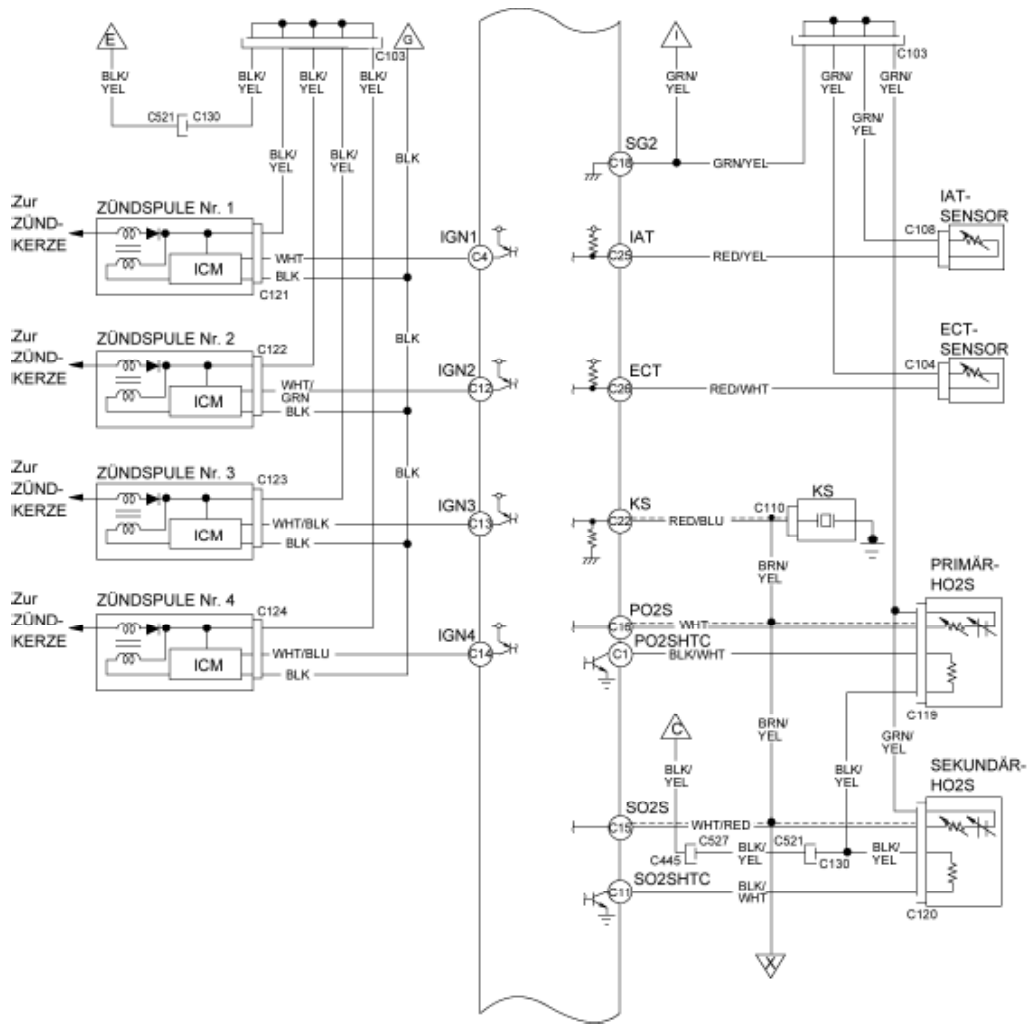 E
G
I
C103
C103
BLK/
YEL
BLK/
YEL
BLK/
YEL
BLK/
YEL
GRN/
YEL
GRN/
YEL
GRN/
YEL
GRN/
YEL
C521
C130
BLK/
YEL
BLK/
YEL
BLK
SG2
C18
GRN/YEL
Zur
ZÜND-
KERZE
ZÜNDSPULE Nr. 1
ICM
WHT
BLK
C121
IGN1
C4
IAT
C25
RED/YEL
C108
IAT-
SENSOR
BLK
Zur
ZÜND-
KERZE
ZÜNDSPULE Nr. 2
C122
ICM
WHT/
GRN
BLK
IGN2
C12
ECT
C26
RED/WHT
C104
ECT-
SENSOR
BLK
Zur
ZÜND-
KERZE
ZÜNDSPULE Nr. 3
C123
ICM
WHT/BLK
BLK
IGN3
C13
KS
C22
RED/BLU
C110
KS
BRN/
YEL
Zur
ZÜND-
KERZE
ZÜNDSPULE Nr. 4
C124
ICM
WHT/BLU
BLK
IGN4
C14
PO2S
C16
WHT
PO2SHTC
C1
BLK/WHT
PRIMÄR-
HO2S
C119
C
BLK/
YEL
BRN/
YEL
BLK/
YEL
GRN/
YEL
SEKUNDÄR-
HO2S
SO2S
C15
WHT/RED
C445
C527
BLK/
YEL
C521
C130
BLK/
YEL
SO2SHTC
C11
BLK/
WHT
C120
X